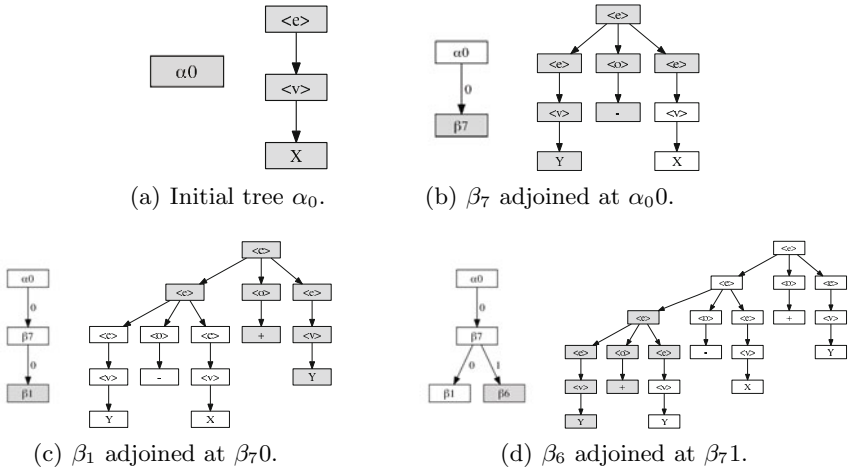 <e>
α0
<v>
X
(a) Initial tree α₀.
<e>
α0
<e> <o> <e>
0
<v> - <v>
β7
Y X
(b) β₇ adjoined at α₀0.
<e>
α0
<e> <o> <e>
0
β7
<e> <o> <e> + <v>
0
<v> - <v> Y
β1
Y X
(c) β₁ adjoined at β₇0.
<e>
α0
<e> <o> <e>
0
<e> <o> <e> + <v>
β7
<e> <o> <e> - <v> Y
0 1
<v> + <v> X
β1 β6
Y Y
(d) β₆ adjoined at β₇1.